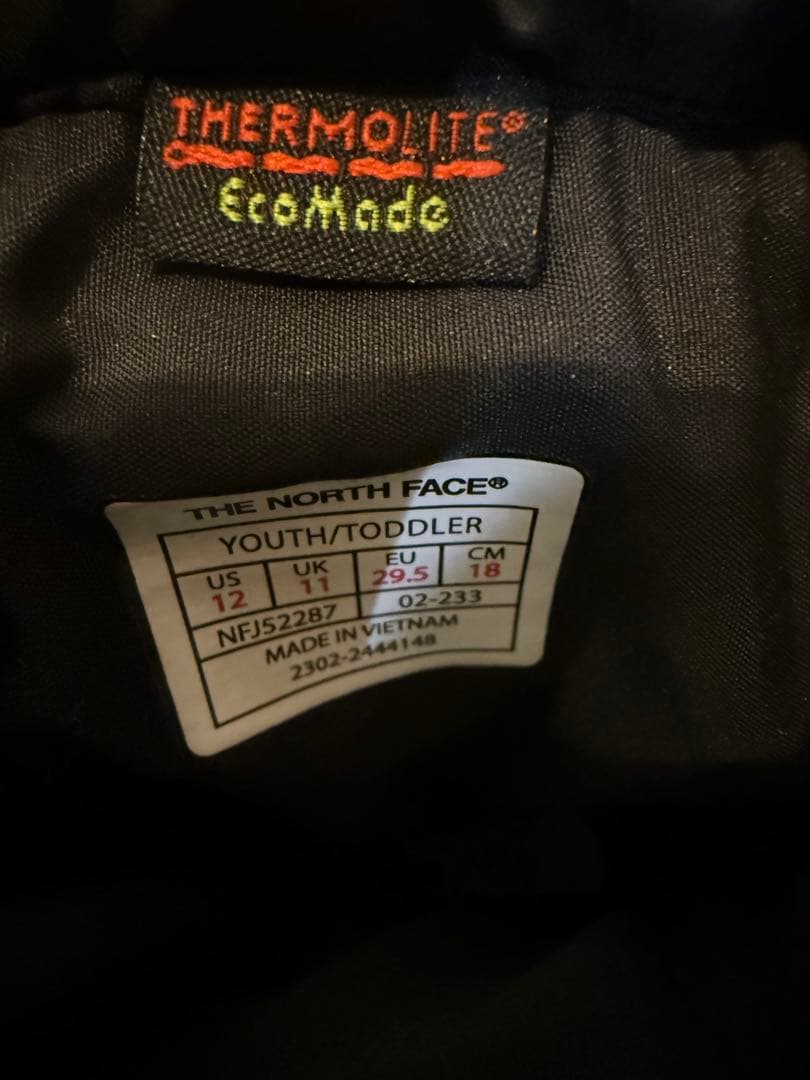 THERMOLITE®
EcoMade
THE NORTH FACE®
YOUTH/TODDLER
US UK EU CM
12 11 29.5 18
NFJ52287 02-233
MADE IN VIETNAM
2302-2444148